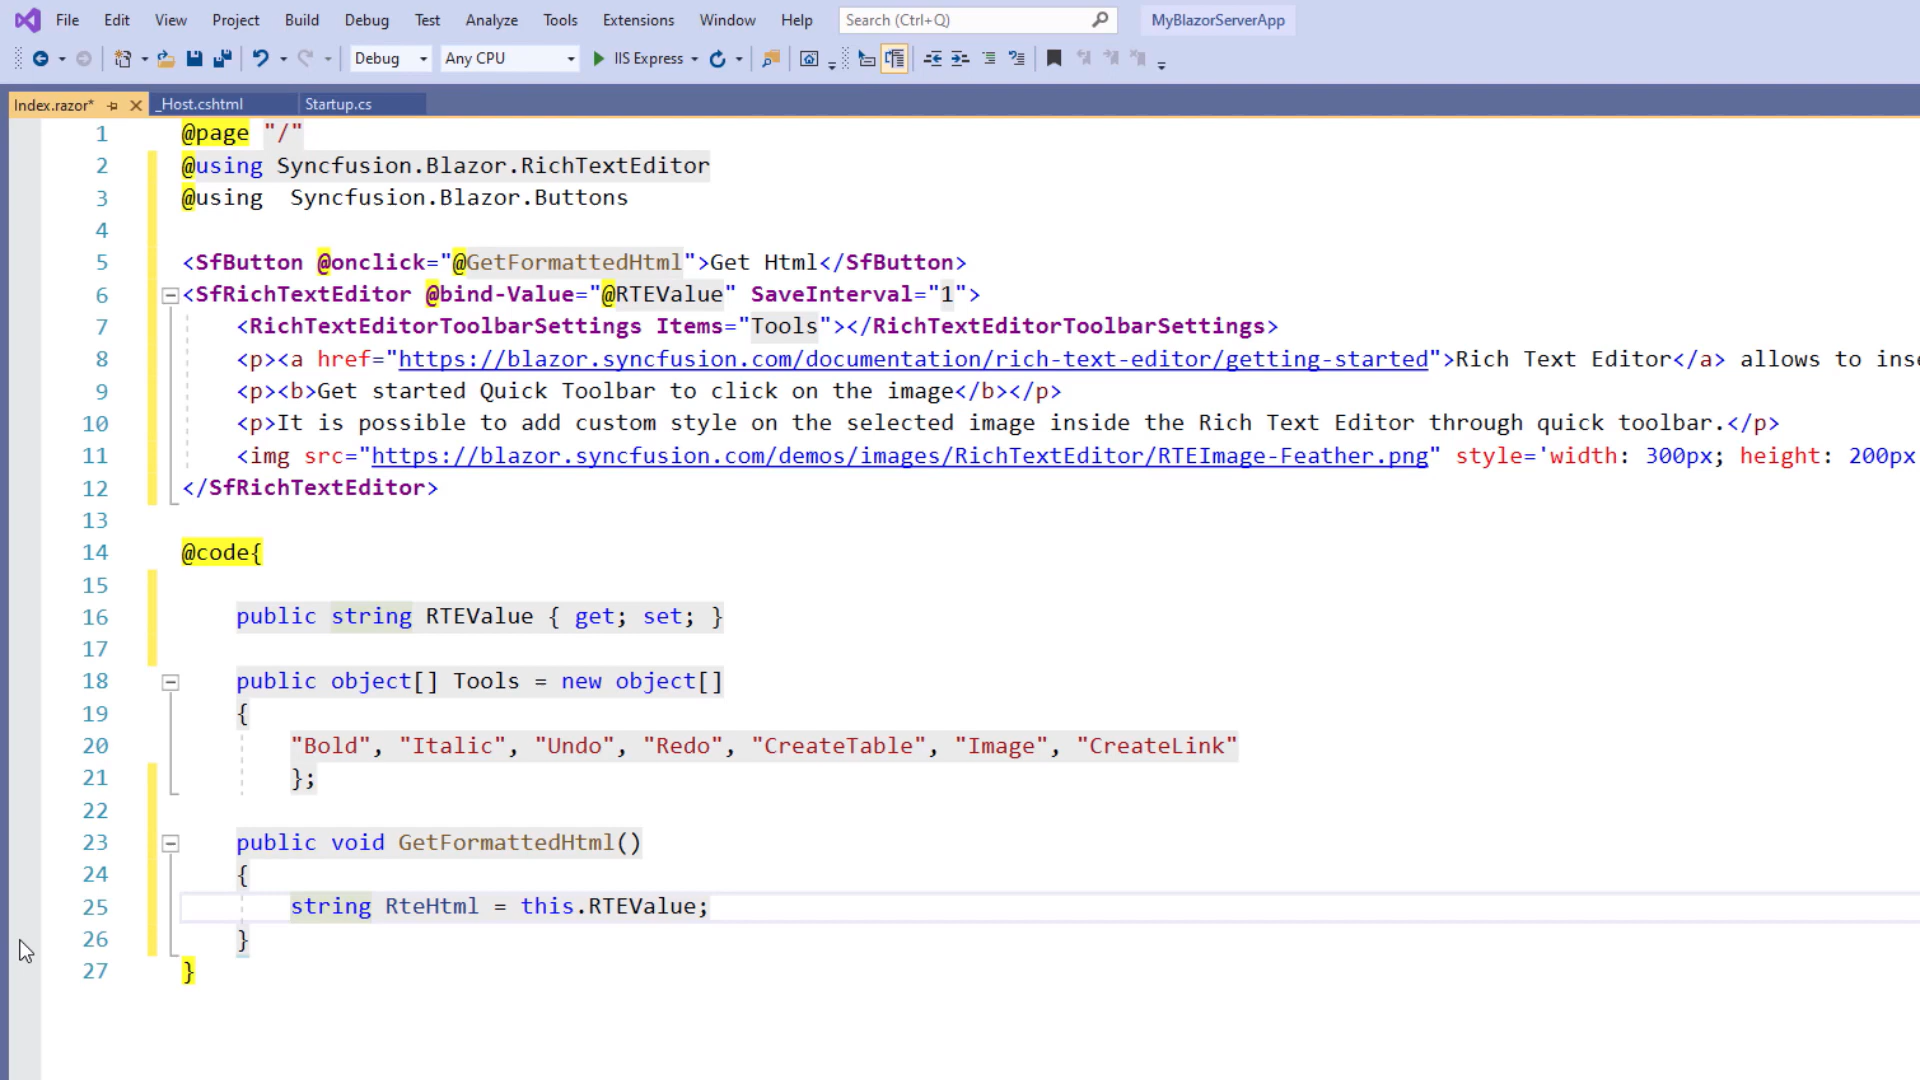 File Edit View Project Build Debug Test Analyze Tools Extensions Window Help Search (Ctrl+Q) MyBlazorServerApp
Debug Any CPU IIS Express
Index.razor* _Host.cshtml Startup.cs
1 @page "/"
2 @using Syncfusion.Blazor.RichTextEditor
3 @using  Syncfusion.Blazor.Buttons
4
5 <SfButton @onclick="@GetFormattedHtml">Get Html</SfButton>
6 <SfRichTextEditor @bind-Value="@RTEValue" SaveInterval="1">
7 <RichTextEditorToolbarSettings Items="Tools"></RichTextEditorToolbarSettings>
8 <p><a href="https://blazor.syncfusion.com/documentation/rich-text-editor/getting-started">Rich Text Editor</a> allows to inse
9 <p><b>Get started Quick Toolbar to click on the image</b></p>
10 <p>It is possible to add custom style on the selected image inside the Rich Text Editor through quick toolbar.</p>
11 <img src="https://blazor.syncfusion.com/demos/images/RichTextEditor/RTEImage-Feather.png" style='width: 300px; height: 200px
12 </SfRichTextEditor>
13
14 @code{
15
16 public string RTEValue { get; set; }
17
18 public object[] Tools = new object[]
19 {
20 "Bold", "Italic", "Undo", "Redo", "CreateTable", "Image", "CreateLink"
21 };
22
23 public void GetFormattedHtml()
24 {
25 string RteHtml = this.RTEValue;
26 }
27 }